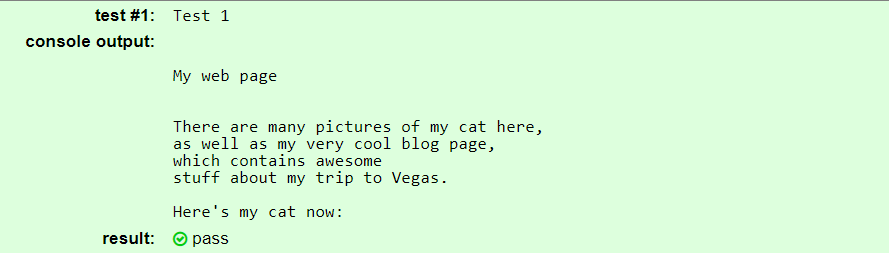 test #1: Test 1
console output:
My web page
There are many pictures of my cat here,
as well as my very cool blog page,
which contains awesome
stuff about my trip to Vegas.
Here's my cat now:
result: pass